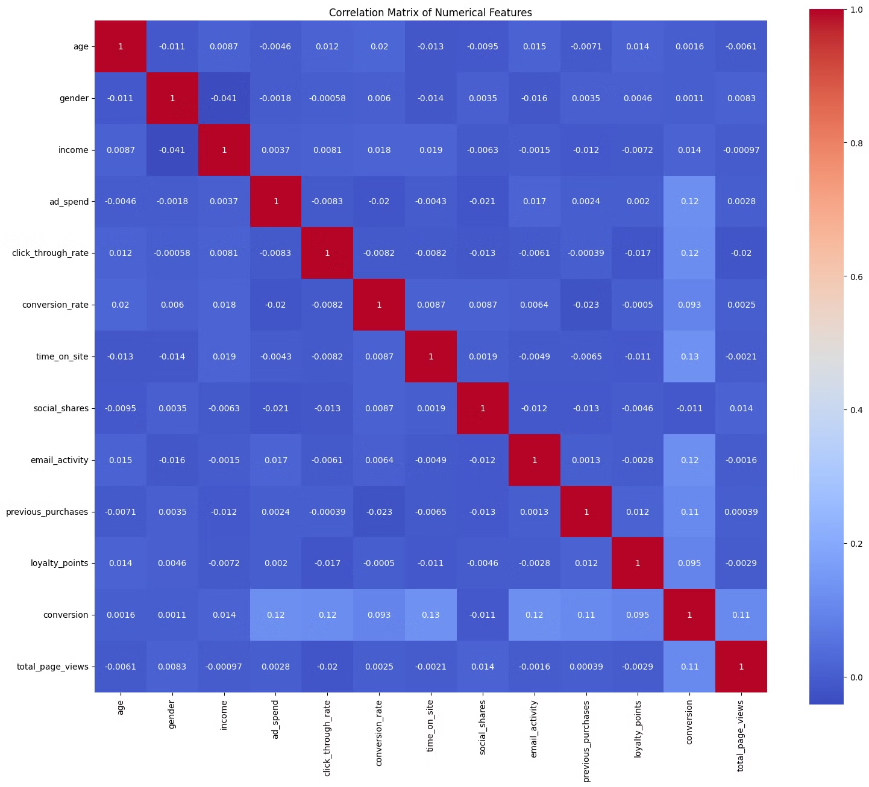 Correlation Matrix of Numerical Features
age 1 -0.011 0.0087 -0.0046 0.012 0.02 -0.013 -0.0095 0.015 -0.0071 0.014 0.0016 -0.0061
gender -0.011 1 -0.041 -0.0018 -0.00058 0.006 -0.014 0.0035 -0.016 0.0035 0.0046 0.0011 0.0083
income 0.0087 -0.041 1 0.0037 0.0081 0.018 0.019 -0.0063 -0.0015 -0.012 -0.0072 0.014 -0.00097
ad_spend -0.0046 -0.0018 0.0037 1 -0.0083 -0.02 -0.0043 -0.021 0.017 0.0024 0.002 0.12 0.0028
click_through_rate 0.012 -0.00058 0.0081 -0.0083 1 -0.0082 -0.0082 -0.013 -0.0061 -0.00039 -0.017 0.12 -0.02
conversion_rate 0.02 0.006 0.018 -0.02 -0.0082 1 0.0087 0.0087 0.0064 -0.023 -0.0005 0.093 0.0025
time_on_site -0.013 -0.014 0.019 -0.0043 -0.0082 0.0087 1 0.0019 -0.0049 -0.0065 -0.011 0.13 -0.0021
social_shares -0.0095 0.0035 -0.0063 -0.021 -0.013 0.0087 0.0019 1 -0.012 -0.013 -0.0046 -0.011 0.014
email_activity 0.015 -0.016 -0.0015 0.017 -0.0061 0.0064 -0.0049 -0.012 1 0.0013 -0.0028 0.12 -0.0016
previous_purchases -0.0071 0.0035 -0.012 0.0024 -0.00039 -0.023 -0.0065 -0.013 0.0013 1 0.012 0.11 0.00039
loyalty_points 0.014 0.0046 -0.0072 0.002 -0.017 -0.0005 -0.011 -0.0046 -0.0028 0.012 1 0.095 -0.0029
conversion 0.0016 0.0011 0.014 0.12 0.12 0.093 0.13 -0.011 0.12 0.11 0.095 1 0.11
total_page_views -0.0061 0.0083 -0.00097 0.0028 -0.02 0.0025 -0.0021 0.014 -0.0016 0.00039 -0.0029 0.11 1
age
gender
income
ad_spend
click_through_rate
conversion_rate
time_on_site
social_shares
email_activity
previous_purchases
loyalty_points
conversion
total_page_views
1.0
0.8
0.6
0.4
0.2
0.0